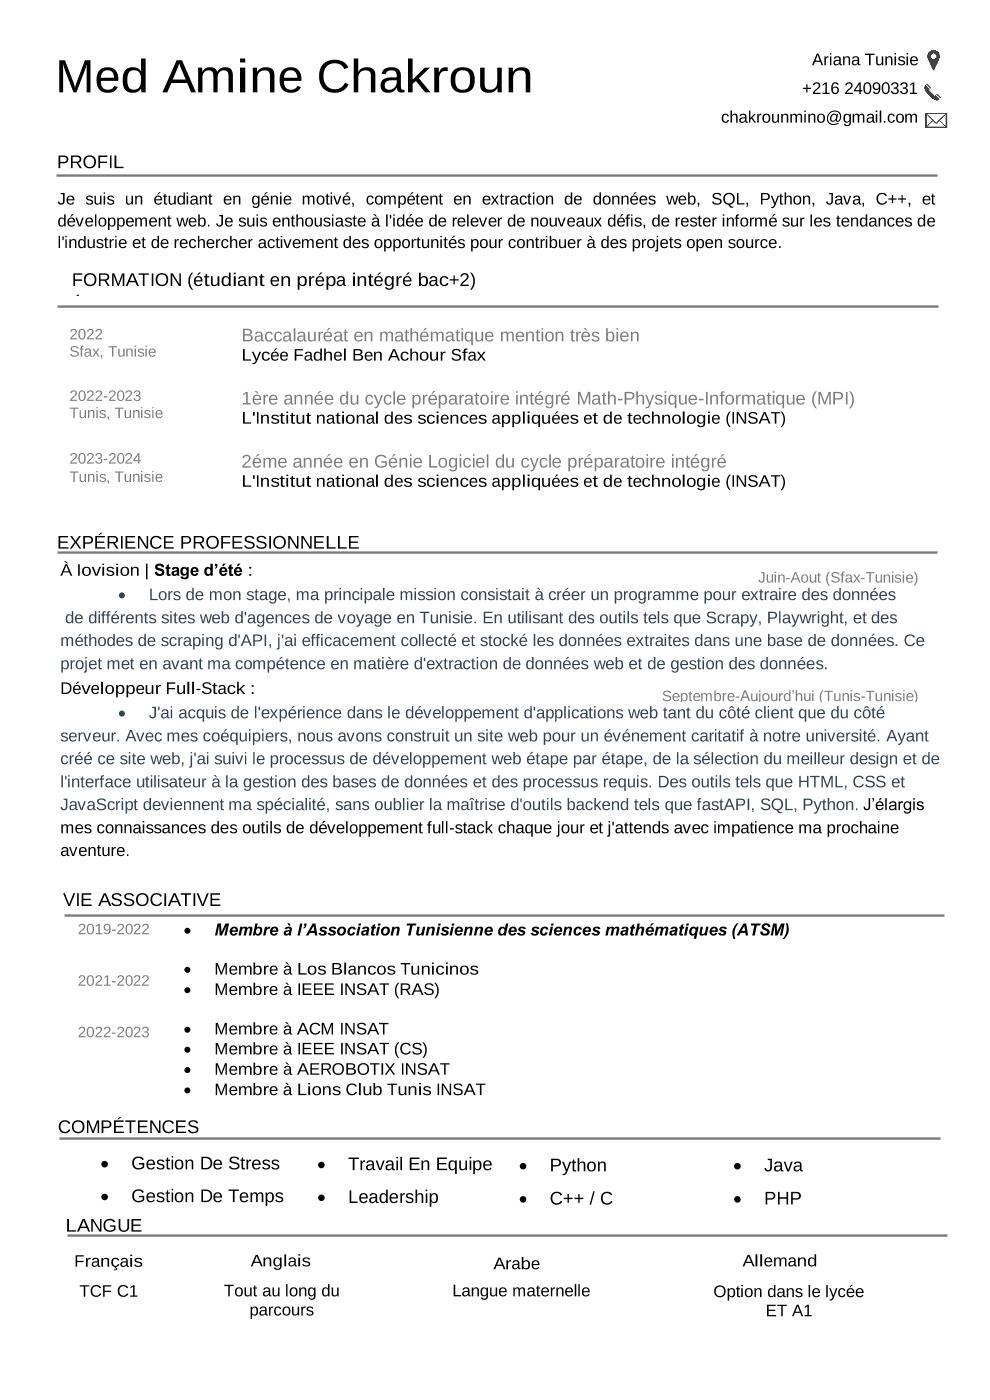 Med Amine Chakroun
Ariana Tunisie
+216 24090331
chakrounmino@gmail.com
PROFIL
Je suis un étudiant en génie motivé, compétent en extraction de données web, SQL, Python, Java, C++, et
développement web. Je suis enthousiaste à l'idée de relever de nouveaux défis, de rester informé sur les tendances de
l'industrie et de rechercher activement des opportunités pour contribuer à des projets open source.
FORMATION (étudiant en prépa intégré bac+2)
2022
Sfax, Tunisie
Baccalauréat en mathématique mention très bien
Lycée Fadhel Ben Achour Sfax
2022-2023
Tunis, Tunisie
1ère année du cycle préparatoire intégré Math-Physique-Informatique (MPI)
L'Institut national des sciences appliquées et de technologie (INSAT)
2023-2024
Tunis, Tunisie
2éme année en Génie Logiciel du cycle préparatoire intégré
L'Institut national des sciences appliquées et de technologie (INSAT)
EXPÉRIENCE PROFESSIONNELLE
À Iovision | Stage d’été :
Juin-Aout (Sfax-Tunisie)
• Lors de mon stage, ma principale mission consistait à créer un programme pour extraire des données
de différents sites web d'agences de voyage en Tunisie. En utilisant des outils tels que Scrapy, Playwright, et des
méthodes de scraping d'API, j'ai efficacement collecté et stocké les données extraites dans une base de données. Ce
projet met en avant ma compétence en matière d'extraction de données web et de gestion des données.
Développeur Full-Stack :
Septembre-Aujourd’hui (Tunis-Tunisie)
• J'ai acquis de l'expérience dans le développement d'applications web tant du côté client que du côté
serveur. Avec mes coéquipiers, nous avons construit un site web pour un événement caritatif à notre université. Ayant
créé ce site web, j'ai suivi le processus de développement web étape par étape, de la sélection du meilleur design et de
l'interface utilisateur à la gestion des bases de données et des processus requis. Des outils tels que HTML, CSS et
JavaScript deviennent ma spécialité, sans oublier la maîtrise d'outils backend tels que fastAPI, SQL, Python. J’élargis
mes connaissances des outils de développement full-stack chaque jour et j'attends avec impatience ma prochaine
aventure.
VIE ASSOCIATIVE
2019-2022
• Membre à l’Association Tunisienne des sciences mathématiques (ATSM)
2021-2022
• Membre à Los Blancos Tunicinos
• Membre à IEEE INSAT (RAS)
2022-2023
• Membre à ACM INSAT
• Membre à IEEE INSAT (CS)
• Membre à AEROBOTIX INSAT
• Membre à Lions Club Tunis INSAT
COMPÉTENCES
• Gestion De Stress • Travail En Equipe • Python • Java
• Gestion De Temps • Leadership • C++ / C • PHP
LANGUE
Français
TCF C1
Anglais
Tout au long du
parcours
Arabe
Langue maternelle
Allemand
Option dans le lycée
ET A1